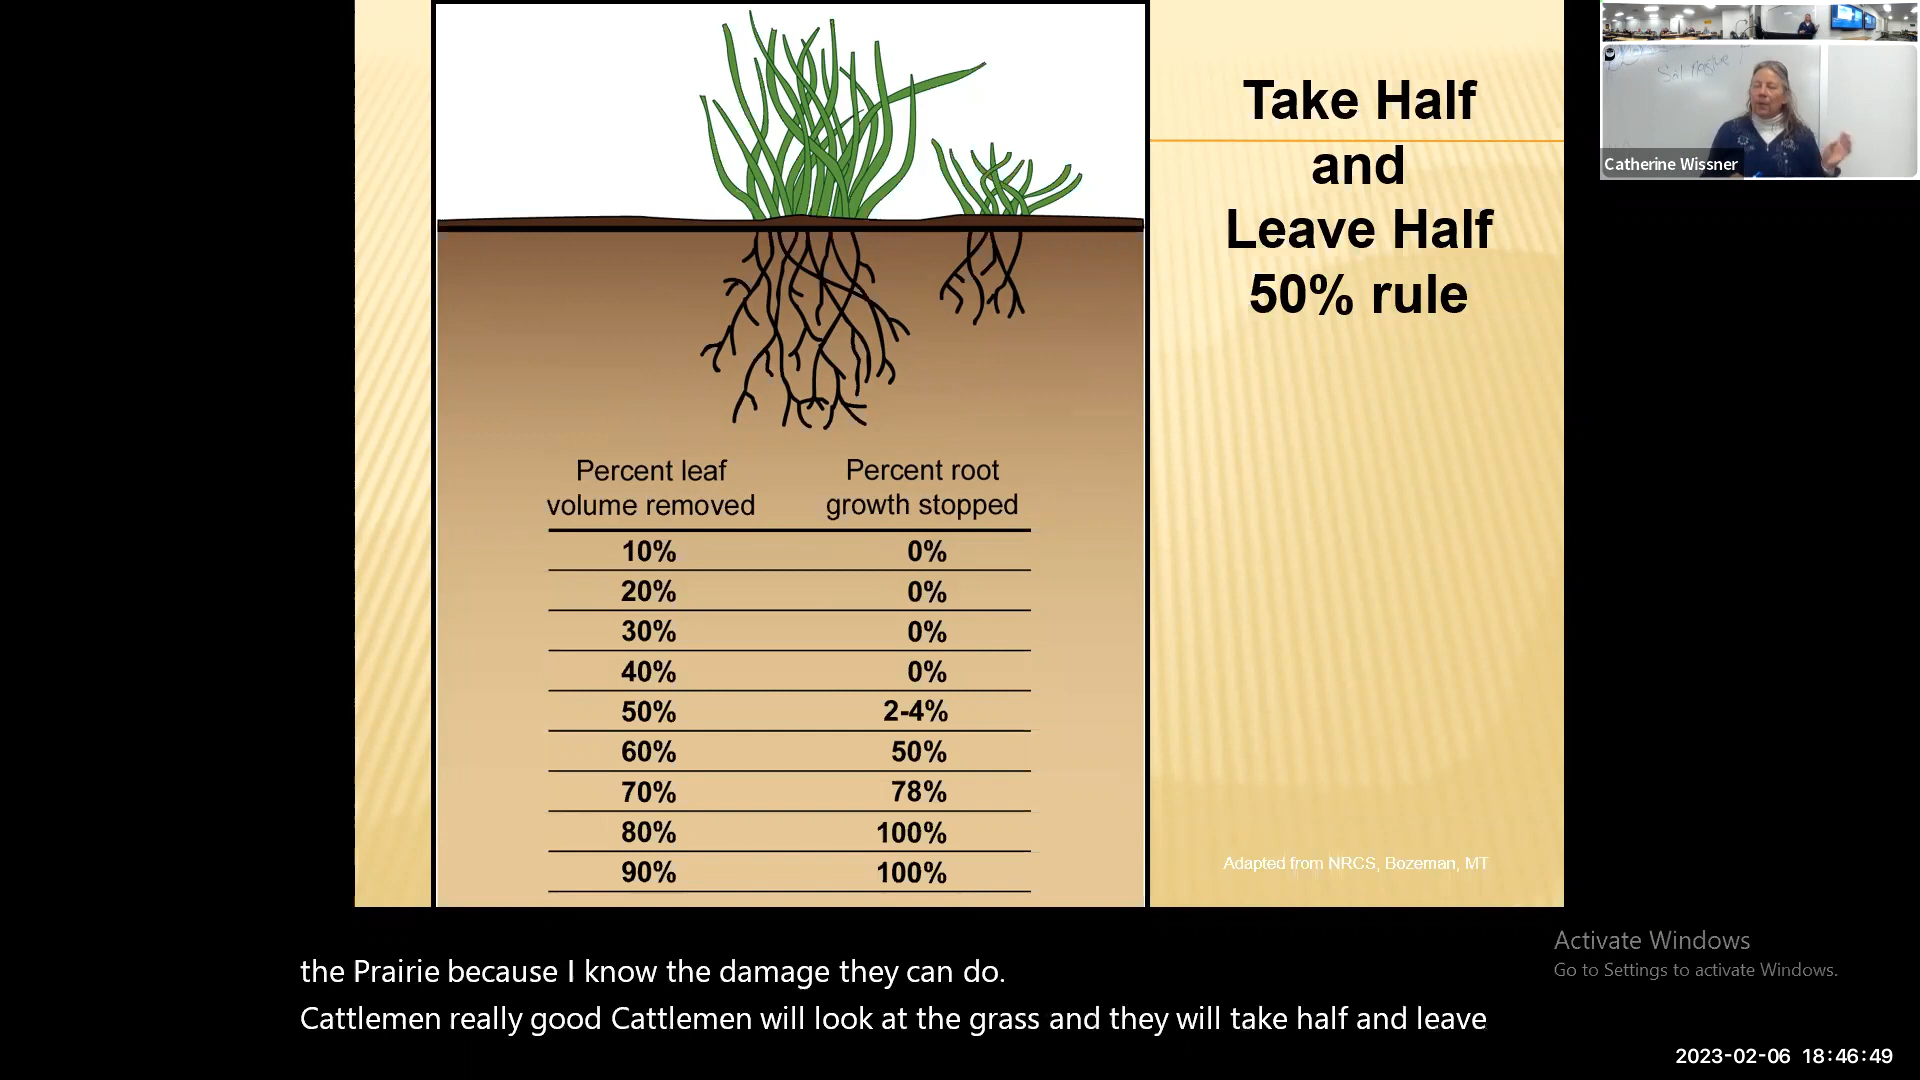 Take Half
and
Leave Half
50% rule
Percent leaf volume removed Percent root growth stopped
10% 0%
20% 0%
30% 0%
40% 0%
50% 2-4%
60% 50%
70% 78%
80% 100%
90% 100%
Adapted from NRCS, Bozeman, MT
Soil
Catherine Wissner
the Prairie because I know the damage they can do.
Cattlemen really good Cattlemen will look at the grass and they will take half and leave
Activate Windows
Go to Settings to activate Windows.
2023-02-06 18:46:49